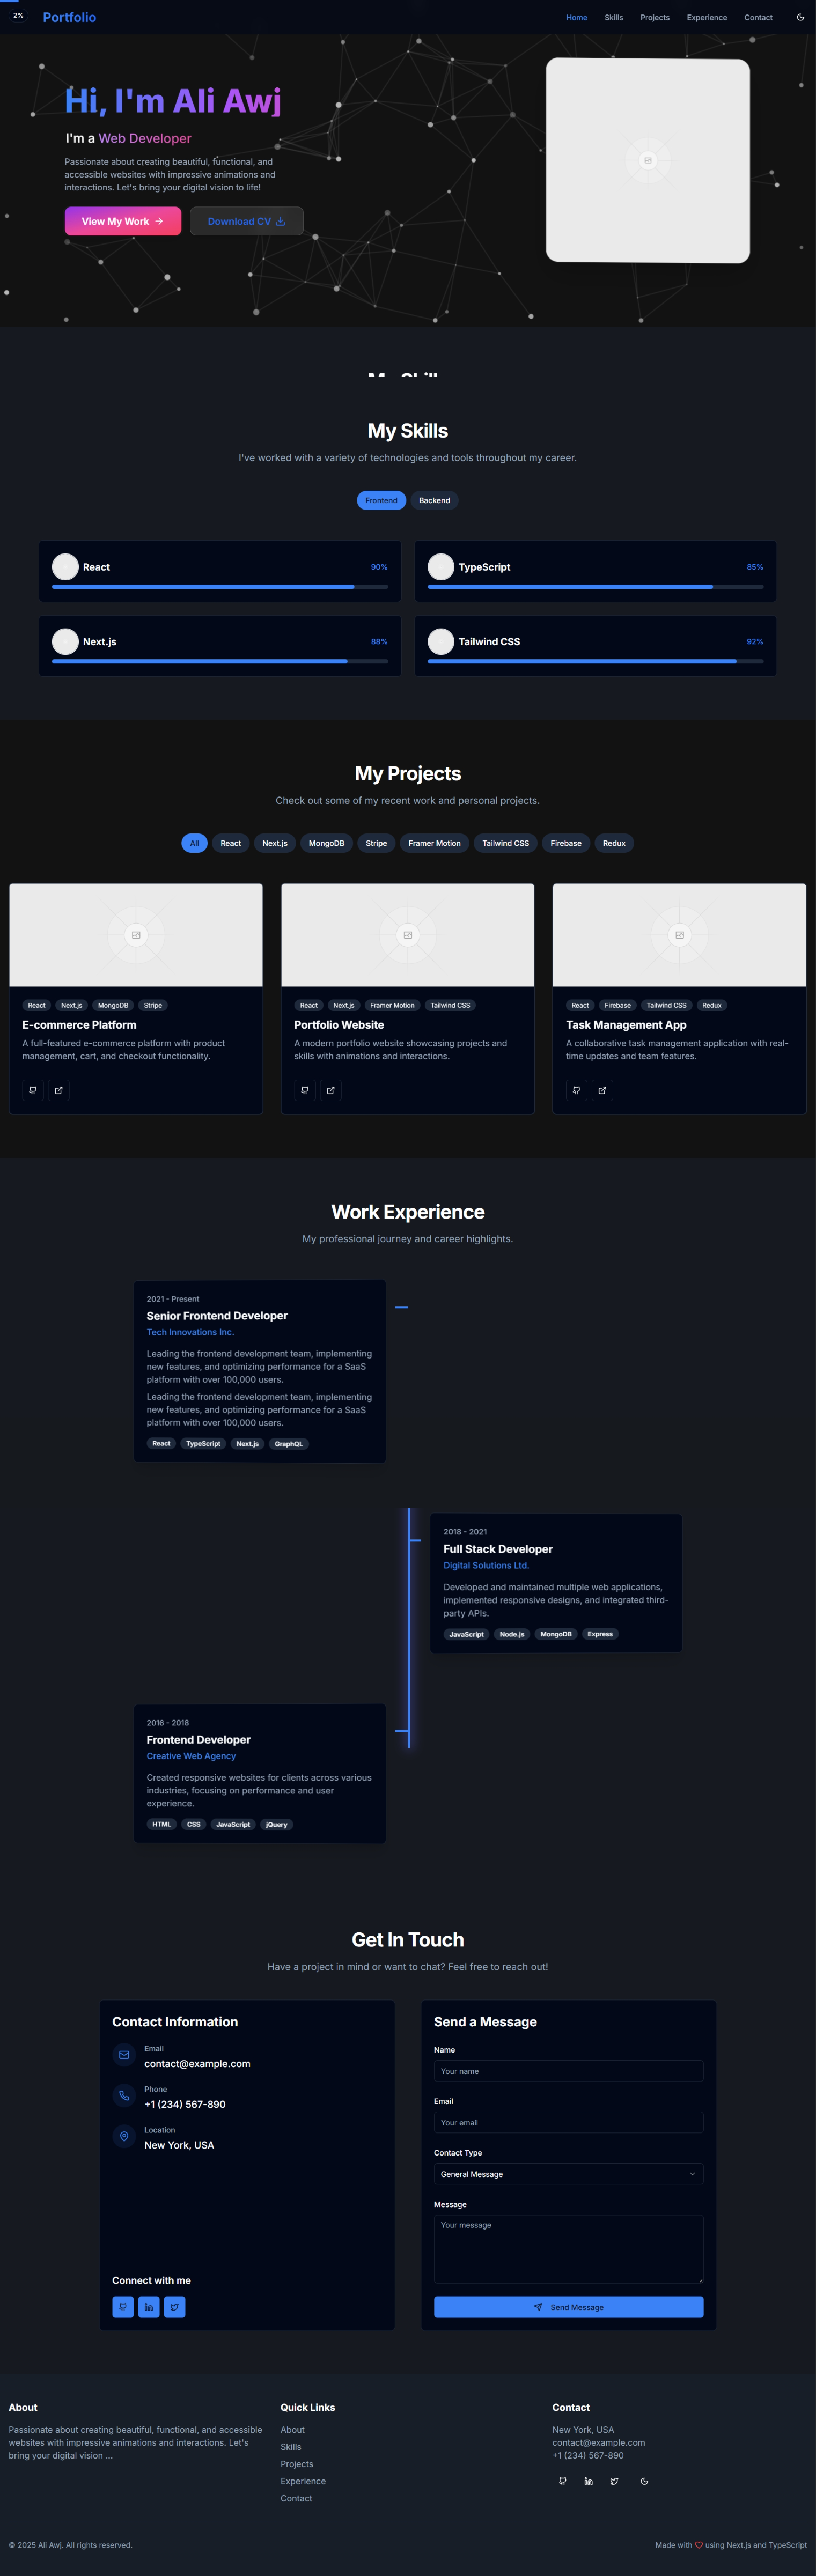 2%
Portfolio
Home Skills Projects Experience Contact
Hi, I'm Ali Awj
I'm a Web Developer
Passionate about creating beautiful, functional, and
accessible websites with impressive animations and
interactions. Let's bring your digital vision to life!
View My Work
Download CV
My Skills
My Skills
I've worked with a variety of technologies and tools throughout my career.
Frontend Backend
React 90%
TypeScript 85%
Next.js 88%
Tailwind CSS 92%
My Projects
Check out some of my recent work and personal projects.
All React Next.js MongoDB Stripe Framer Motion Tailwind CSS Firebase Redux
React Next.js MongoDB Stripe
E-commerce Platform
A full-featured e-commerce platform with product
management, cart, and checkout functionality.
React Next.js Framer Motion Tailwind CSS
Portfolio Website
A modern portfolio website showcasing projects and
skills with animations and interactions.
React Firebase Tailwind CSS Redux
Task Management App
A collaborative task management application with real-
time updates and team features.
Work Experience
My professional journey and career highlights.
2021 - Present
Senior Frontend Developer
Tech Innovations Inc.
Leading the frontend development team, implementing
new features, and optimizing performance for a SaaS
platform with over 100,000 users.
Leading the frontend development team, implementing
new features, and optimizing performance for a SaaS
platform with over 100,000 users.
React TypeScript Next.js GraphQL
2018 - 2021
Full Stack Developer
Digital Solutions Ltd.
Developed and maintained multiple web applications,
implemented responsive designs, and integrated third-
party APIs.
JavaScript Node.js MongoDB Express
2016 - 2018
Frontend Developer
Creative Web Agency
Created responsive websites for clients across various
industries, focusing on performance and user
experience.
HTML CSS JavaScript jQuery
Get In Touch
Have a project in mind or want to chat? Feel free to reach out!
Contact Information
Email
contact@example.com
Phone
+1 (234) 567-890
Location
New York, USA
Connect with me
Send a Message
Name
Your name
Email
Your email
Contact Type
General Message
Message
Your message
Send Message
About
Passionate about creating beautiful, functional, and accessible
websites with impressive animations and interactions. Let's
bring your digital vision ...
Quick Links
About
Skills
Projects
Experience
Contact
Contact
New York, USA
contact@example.com
+1 (234) 567-890
© 2025 Ali Awj. All rights reserved.
Made with ♡ using Next.js and TypeScript